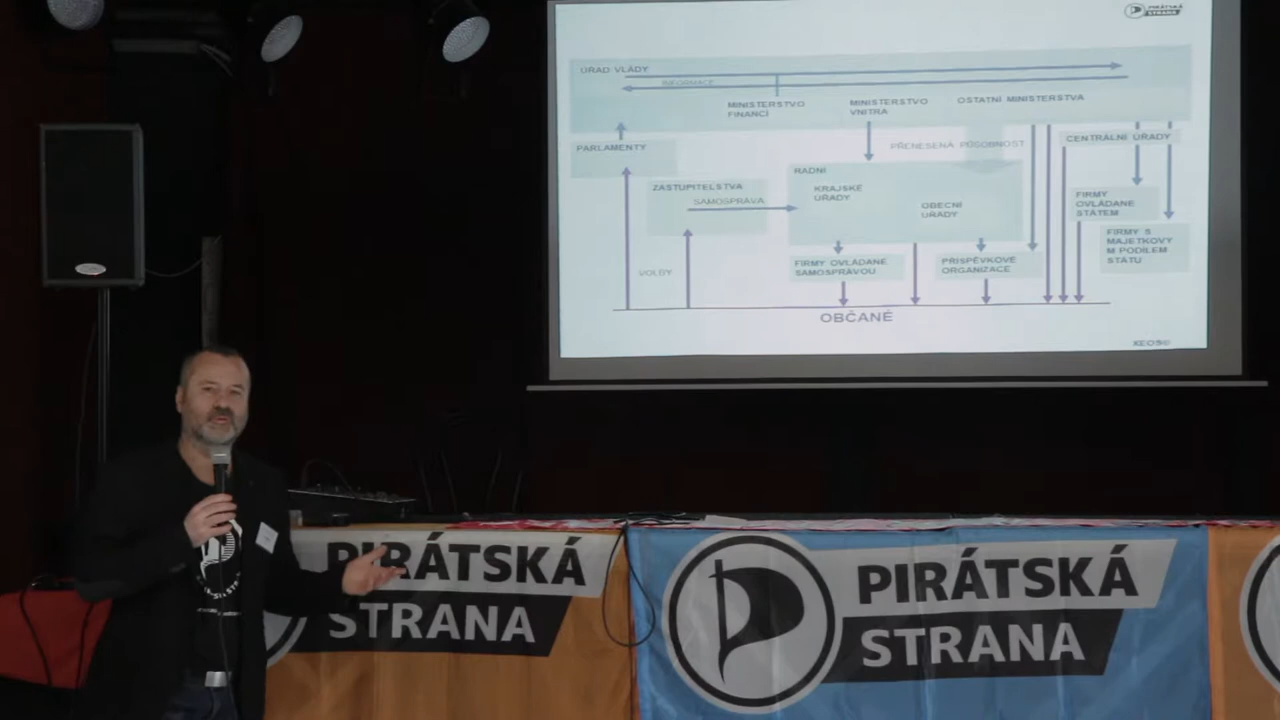 PIRÁTSKÁ
STRANA
ÚŘAD VLÁDY
INFORMACE
MINISTERSTVO
FINANCÍ
MINISTERSTVO
VNITRA
OSTATNÍ MINISTERSTVA
PARLAMENTY
PŘENESENÁ PŮSOBNOST
CENTRÁLNÍ ÚŘADY
ZASTUPITELSTVA
SAMOSPRÁVA
RADNÍ
KRAJSKÉ
ÚŘADY
OBECNÍ
ÚŘADY
FIRMY
OVLÁDANÉ
STÁTEM
FIRMY S
MAJETKOVÝ
M PODÍLEM
STÁTU
VOLBY
FIRMY OVLÁDANÉ
SAMOSPRÁVOU
PŘÍSPĚVKOVÉ
ORGANIZACE
OBČANÉ
PIRÁTSKÁ
STRANA
PIRÁTSKÁ
STRANA